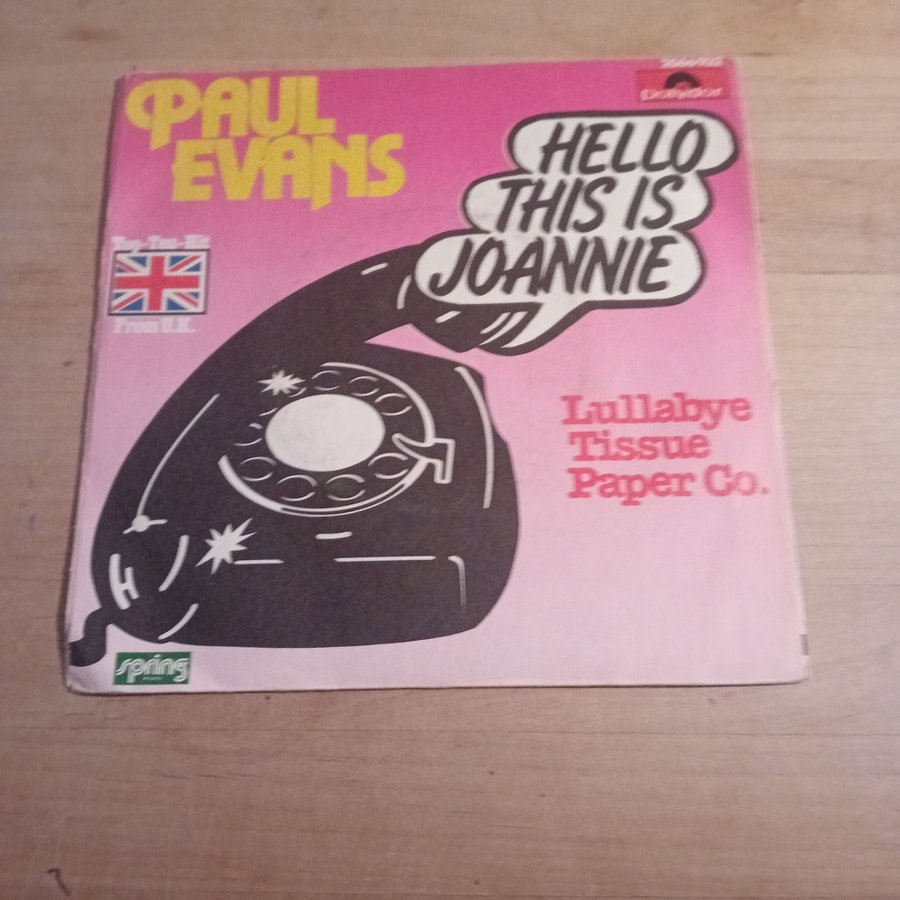 PAUL
EVANS
polydor
HELLO
THIS IS
JOANNIE
Top-Ten-Hit
From U.K.
Lullabye
Tissue
Paper Co.
spring